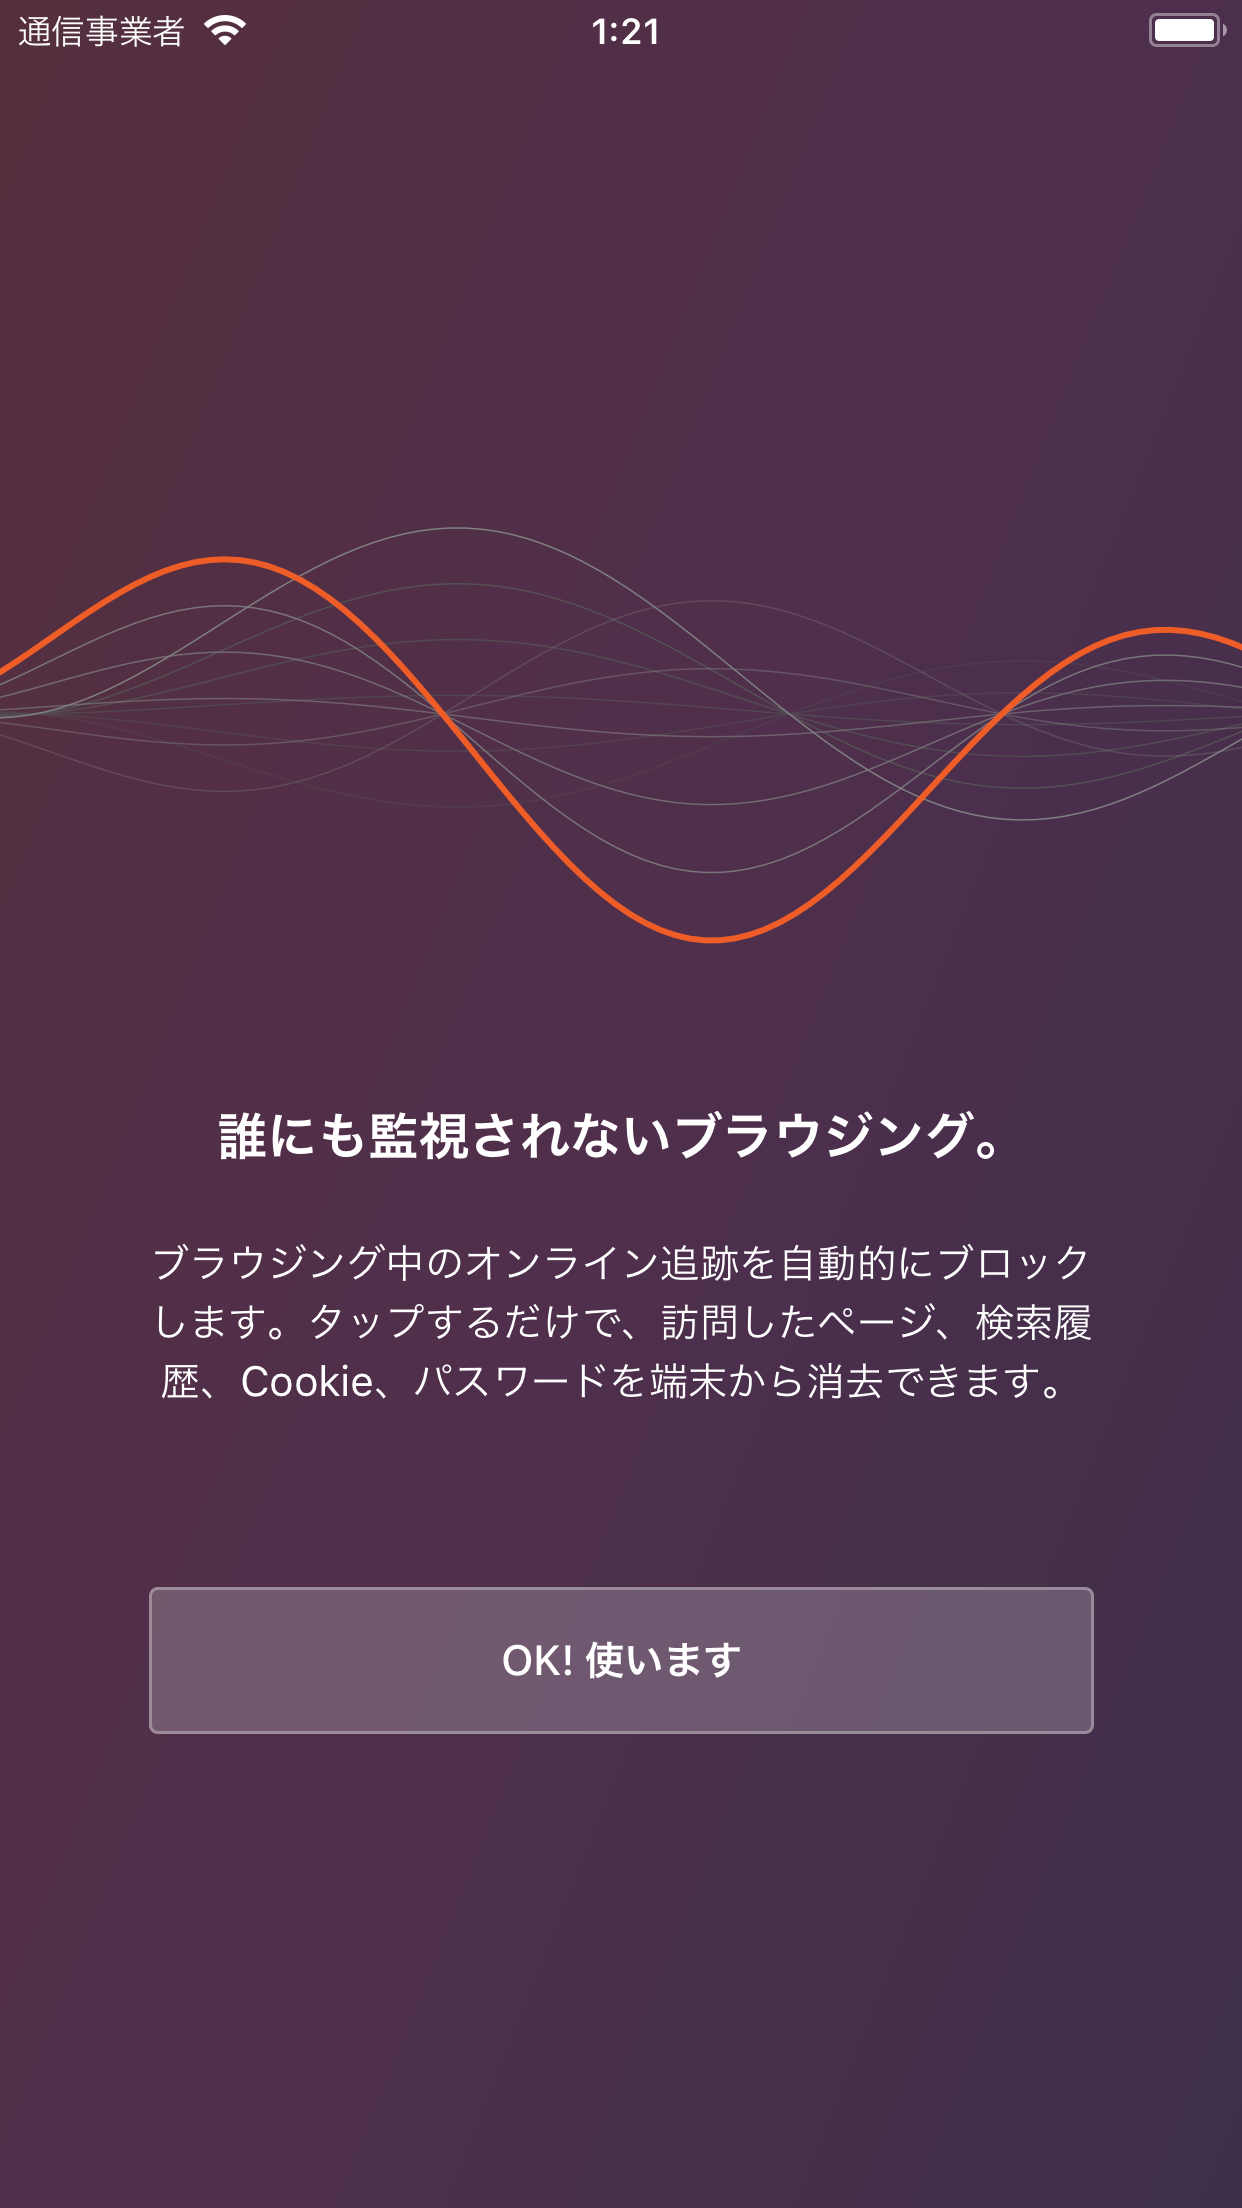 通信事業者
1:21
誰にも監視されないブラウジング。
ブラウジング中のオンライン追跡を自動的にブロック
します。タップするだけで、訪問したページ、検索履
歴、Cookie、パスワードを端末から消去できます。
OK! 使います